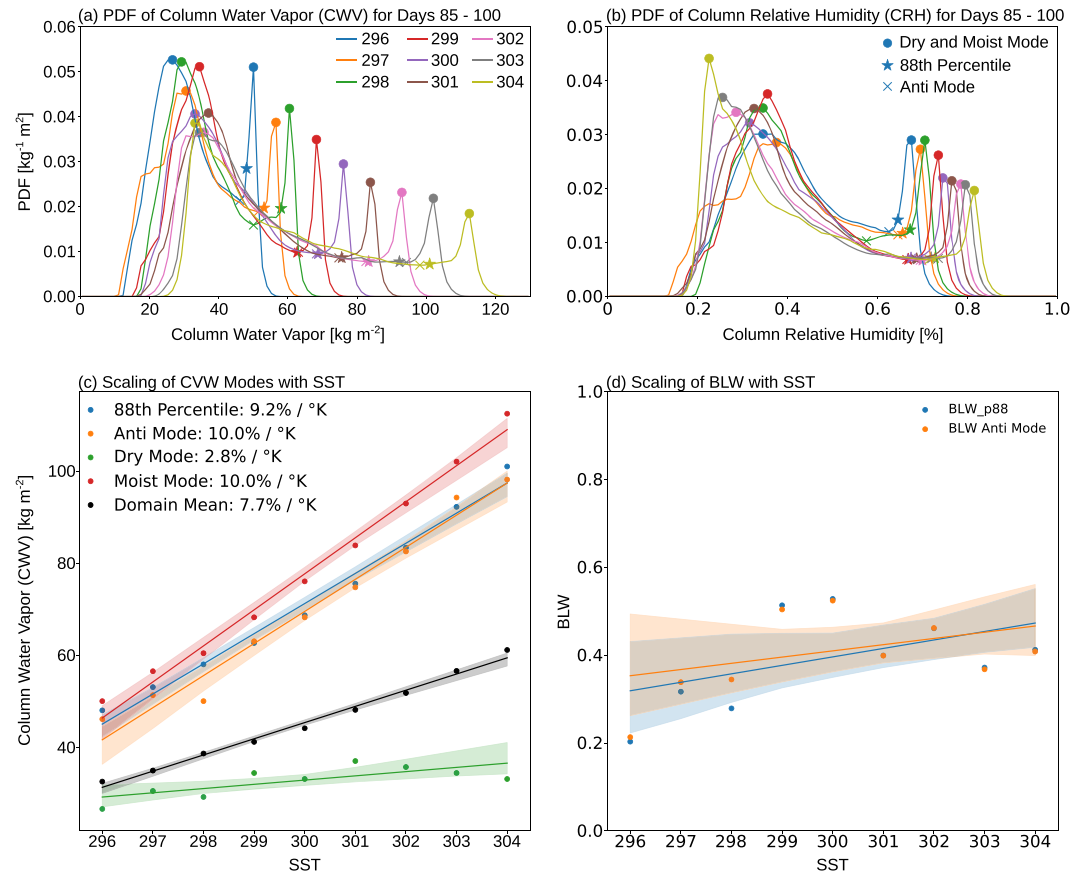 (a) PDF of Column Water Vapor (CWV) for Days 85 - 100
0.06
0.05
0.04
0.03
0.02
0.01
0.00
PDF [kg-1 m2]
296 299 302
297 300 303
298 301 304
0 20 40 60 80 100 120
Column Water Vapor [kg m-2]
(b) PDF of Column Relative Humidity (CRH) for Days 85 - 100
0.05
0.04
0.03
0.02
0.01
0.00
Dry and Moist Mode
88th Percentile
Anti Mode
0 0.2 0.4 0.6 0.8 1.0
Column Relative Humidity [%]
(c) Scaling of CVW Modes with SST
88th Percentile: 9.2% / °K
Anti Mode: 10.0% / °K
Dry Mode: 2.8% / °K
Moist Mode: 10.0% / °K
Domain Mean: 7.7% / °K
100
80
60
40
Column Water Vapor (CWV) [kg m-2]
296 297 298 299 300 301 302 303 304
SST
(d) Scaling of BLW with SST
BLW_p88
BLW Anti Mode
1.0
0.8
0.6
0.4
0.2
0.0
BLW
296 297 298 299 300 301 302 303 304
SST